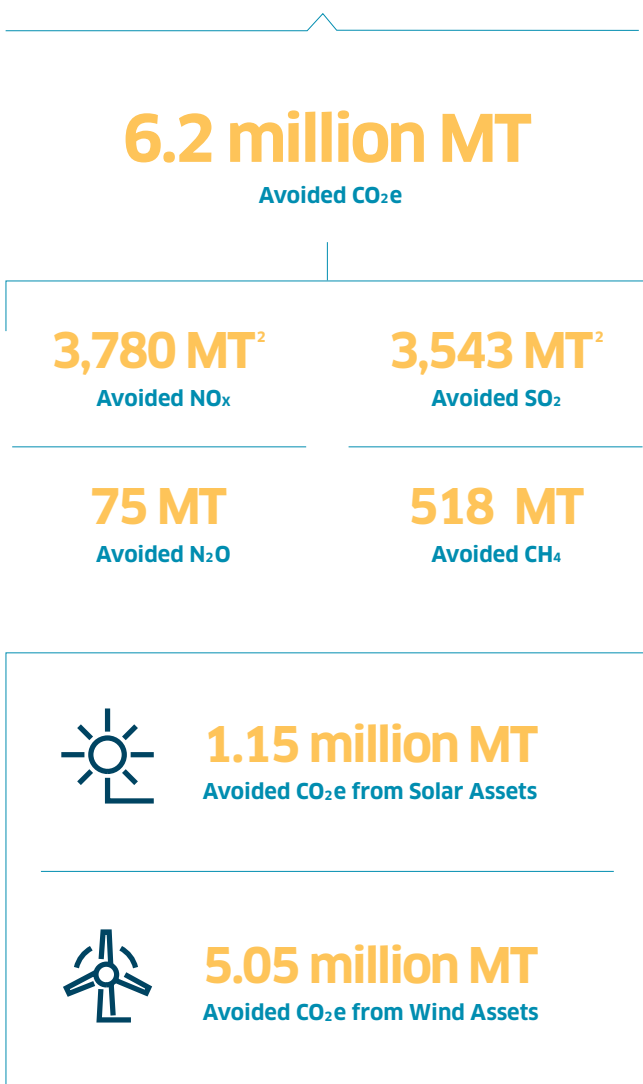 6.2 million MT
Avoided CO₂e
3,780 MT²
Avoided NOₓ
3,543 MT²
Avoided SO₂
75 MT
Avoided N₂O
518 MT
Avoided CH₄
1.15 million MT
Avoided CO₂e from Solar Assets
5.05 million MT
Avoided CO₂e from Wind Assets